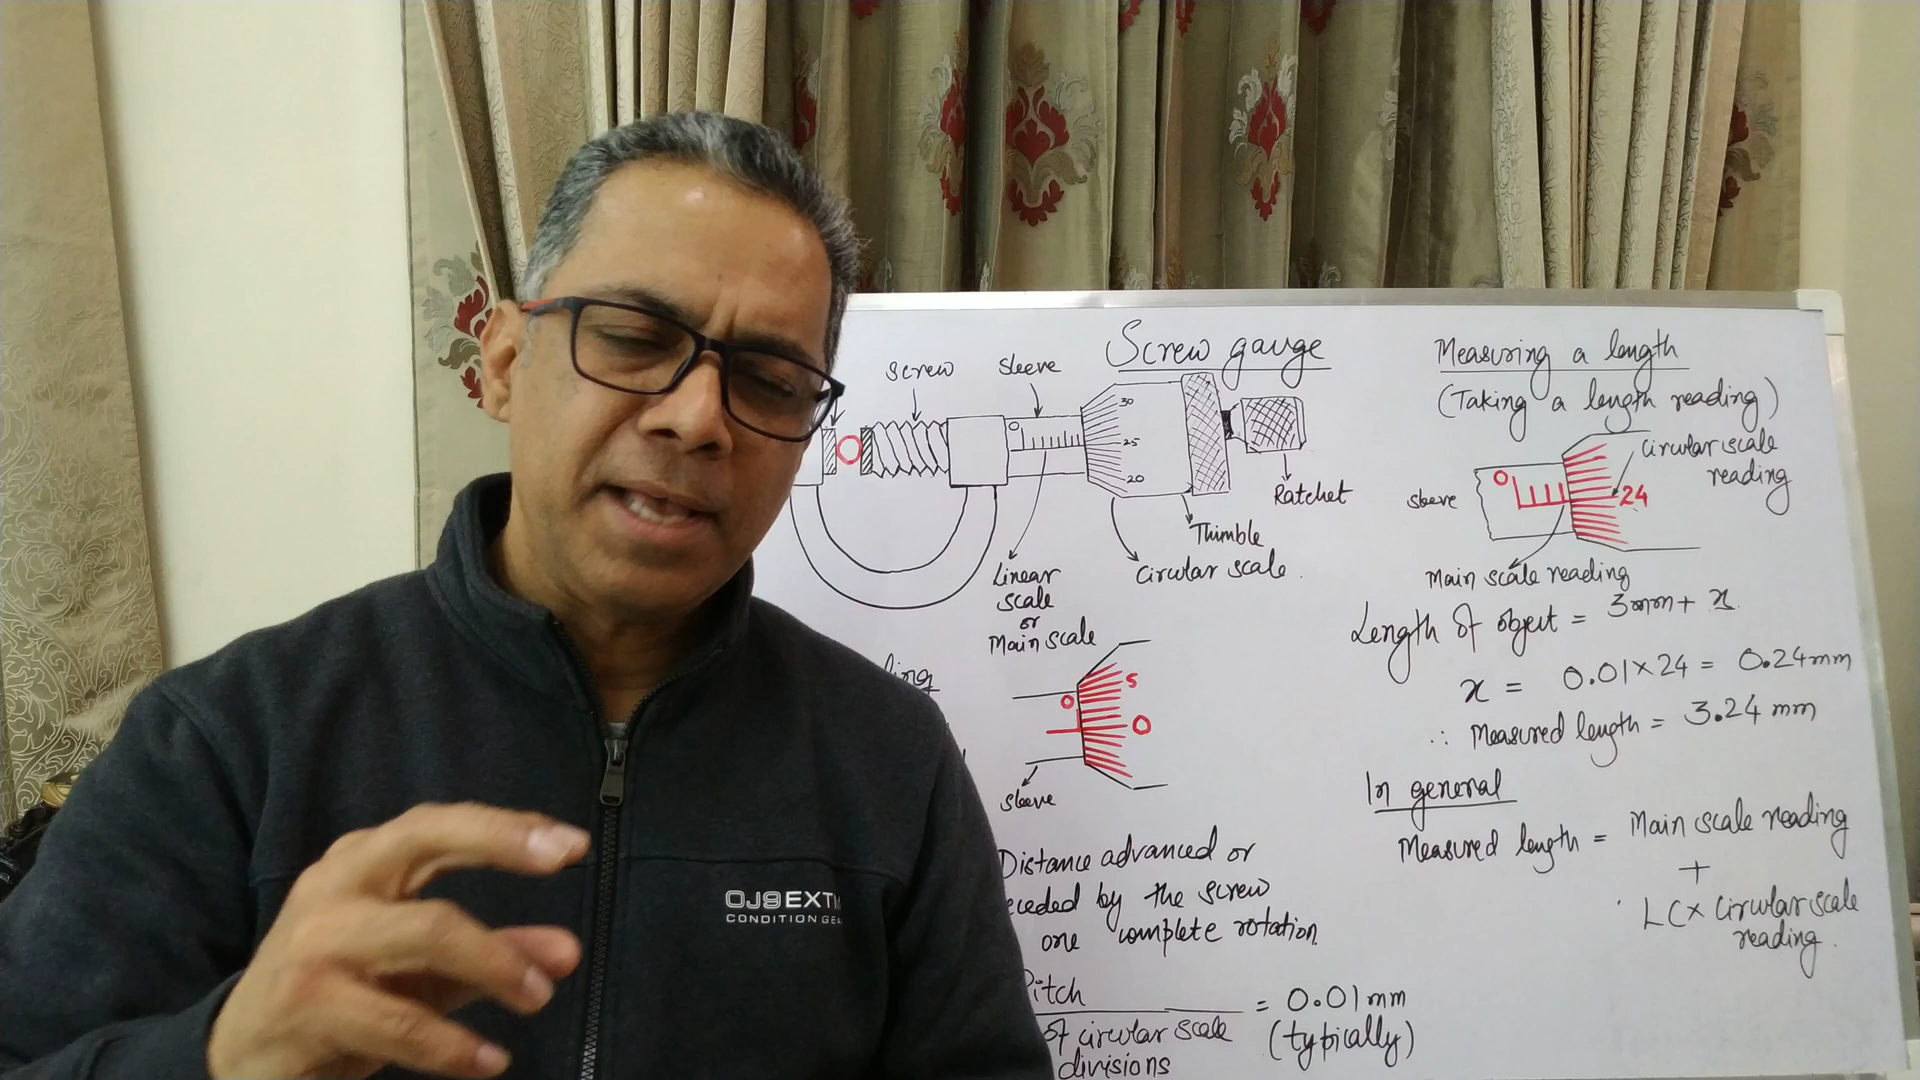 Screw gauge
screw
sleeve
0
30
25
20
Ratchet
Thimble
Circular scale.
Linear
scale
or
Main scale
5
0
0
sleeve
Distance advanced or
by the screw
one complete rotation.
Pitch
of circular scale
divisions
= 0.01mm
(typically)
Measuring a length
(Taking a length reading)
Circular scale
reading
sleeve
0
24
Main scale reading
Length of object = 3mm + x
x = 0.01 × 24 = 0.24mm
∴ Measured length = 3.24 mm
In general
Measured length = Main scale reading
+
LC × Circular scale
reading.
CONDITION